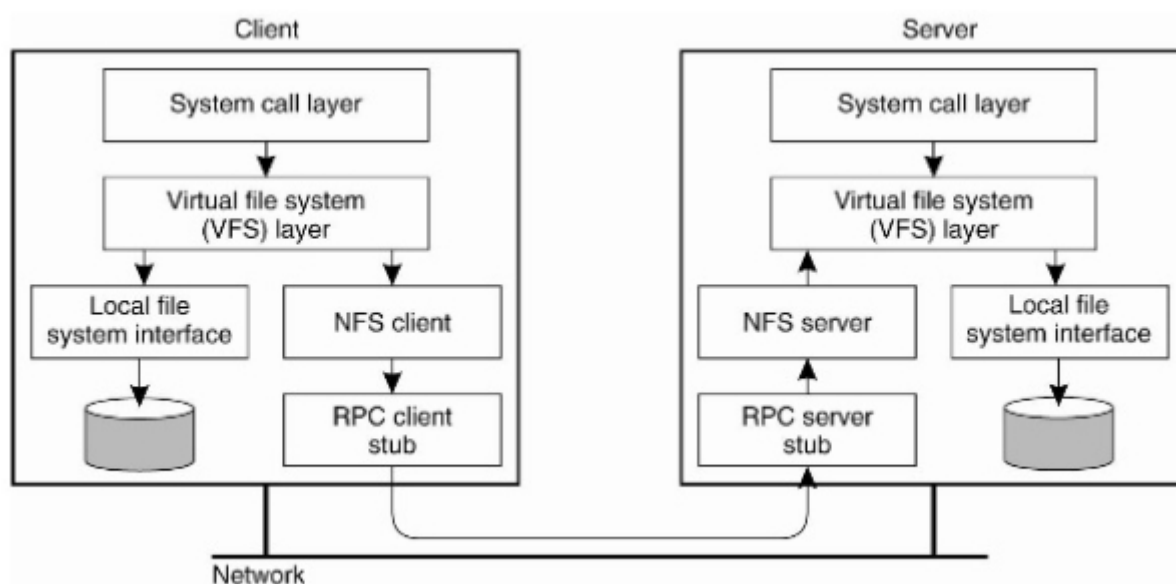 Client
Server
System call layer
System call layer
Virtual file system
(VFS) layer
Virtual file system
(VFS) layer
Local file
system interface
NFS client
NFS server
Local file
system interface
RPC client
stub
RPC server
stub
Network